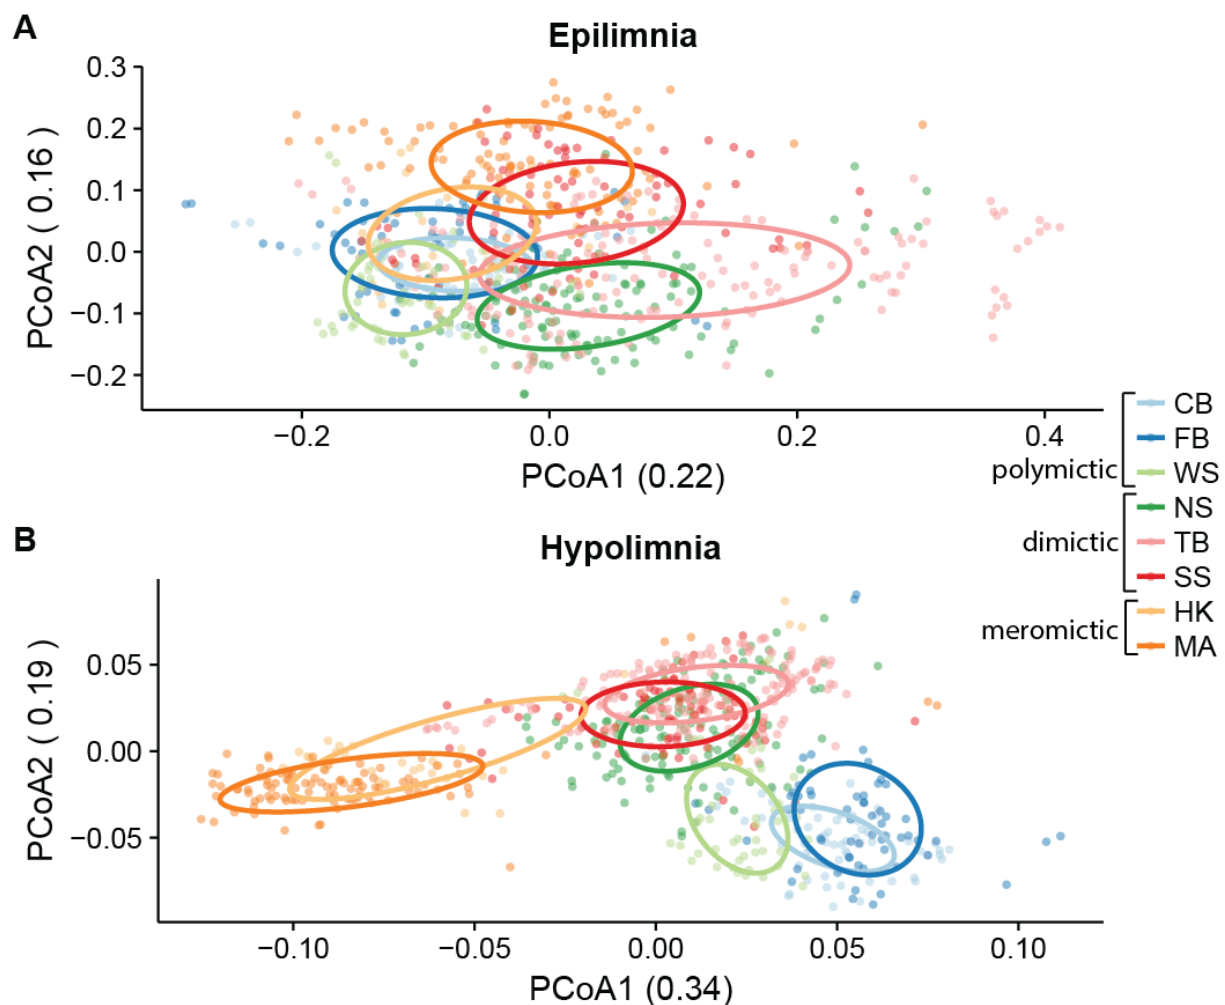 A
Epilimnia
PCoA2 ( 0.16 )
0.3
0.2
0.1
0.0
−0.1
−0.2
−0.2
0.0
0.2
0.4
PCoA1 (0.22)
polymictic
CB
FB
WS
dimictic
NS
TB
SS
meromictic
HK
MA
B
Hypolimnia
PCoA2 ( 0.19 )
0.05
0.00
−0.05
−0.10
−0.05
0.00
0.05
0.10
PCoA1 (0.34)